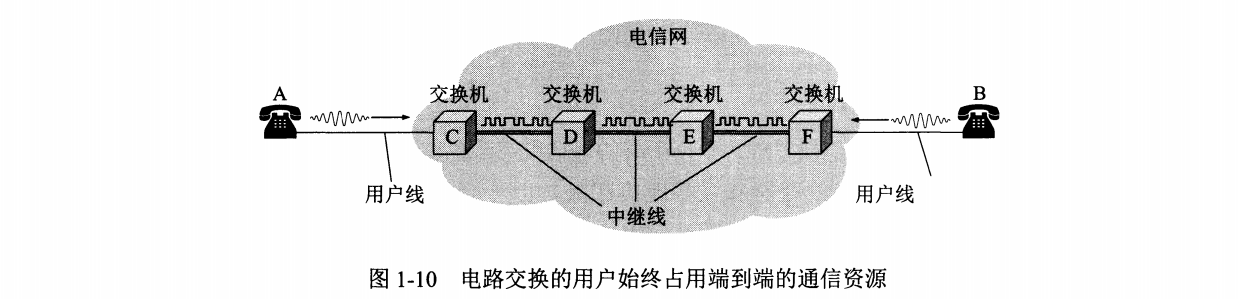 电信网
A
交换机 交换机 交换机 交换机
B
C D E F
用户线
中继线
用户线
图 1-10 电路交换的用户始终占用端到端的通信资源